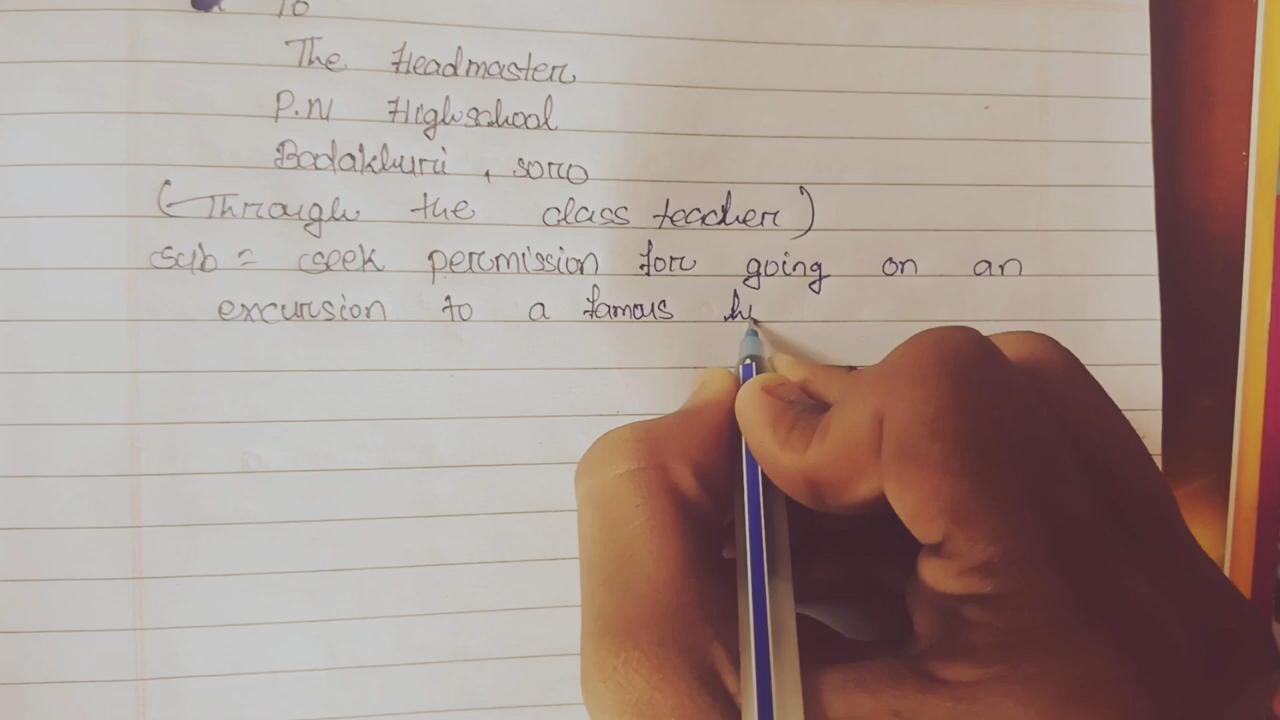 To
The Headmaster
P.N Highschool
Badakhuri, soro
(Through the class teacher)
sub = seek permission for going on an
excursion to a famous